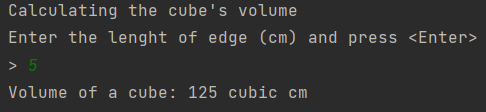 Calculating the cube's volume
Enter the lenght of edge (cm) and press <Enter>
> 5
Volume of a cube: 125 cubic cm